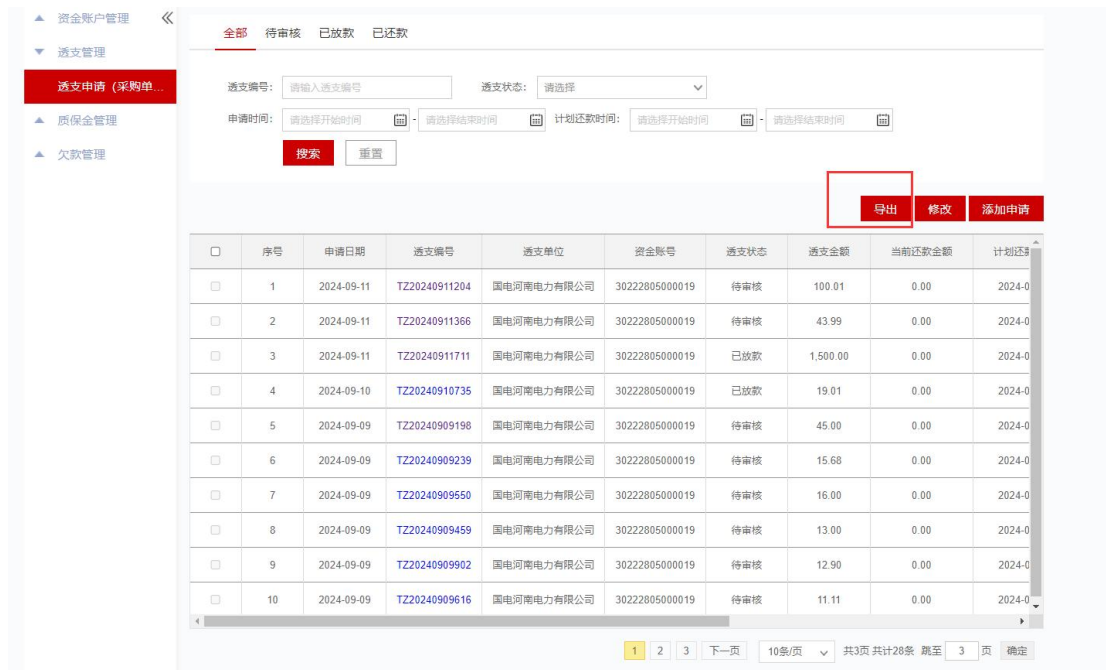 资金账户管理
透支管理
透支申请（采购单...
质保金管理
欠款管理
全部 待审核 已放款 已还款
透支编号： 请输入透支编号 透支状态： 请选择
申请时间： 请选择开始时间 - 请选择结束时间 计划还款时间： 请选择开始时间 - 请选择结束时间
搜索 重置
导出 修改 添加申请
序号 申请日期 透支编号 透支单位 资金账号 透支状态 透支金额 当前还款金额 计划还
1 2024-09-11 TZ20240911204 国电河南电力有限公司 30222805000019 待审核 100.01 0.00 2024-0
2 2024-09-11 TZ20240911366 国电河南电力有限公司 30222805000019 待审核 43.99 0.00 2024-0
3 2024-09-11 TZ20240911711 国电河南电力有限公司 30222805000019 已放款 1,500.00 0.00 2024-0
4 2024-09-10 TZ20240910735 国电河南电力有限公司 30222805000019 已放款 19.01 0.00 2024-0
5 2024-09-09 TZ20240909198 国电河南电力有限公司 30222805000019 待审核 45.00 0.00 2024-0
6 2024-09-09 TZ20240909239 国电河南电力有限公司 30222805000019 待审核 15.68 0.00 2024-0
7 2024-09-09 TZ20240909550 国电河南电力有限公司 30222805000019 待审核 16.00 0.00 2024-0
8 2024-09-09 TZ20240909459 国电河南电力有限公司 30222805000019 待审核 13.00 0.00 2024-0
9 2024-09-09 TZ20240909902 国电河南电力有限公司 30222805000019 待审核 12.90 0.00 2024-0
10 2024-09-09 TZ20240909616 国电河南电力有限公司 30222805000019 待审核 11.11 0.00 2024-0
1 2 3 下一页 10条/页 共3页 共计28条 跳至 3 页 确定